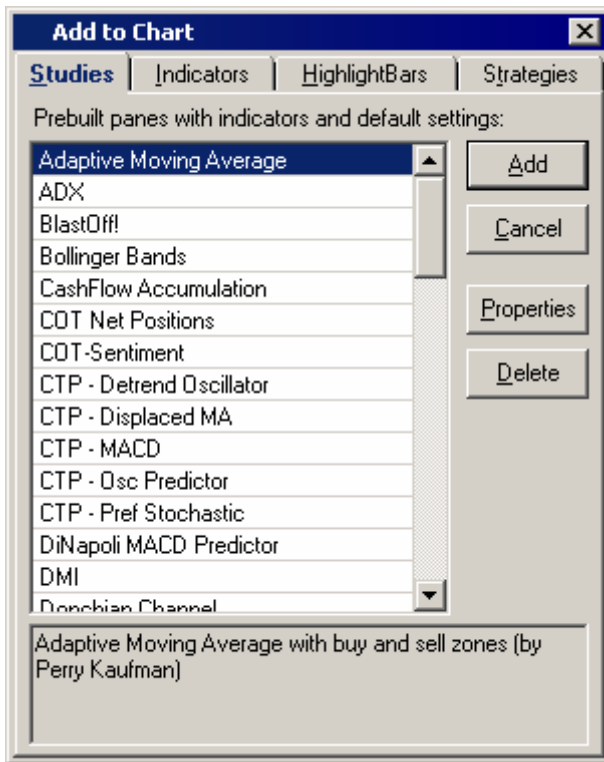 Add to Chart
Studies Indicators HighlightBars Strategies
Prebuilt panes with indicators and default settings:
Adaptive Moving Average
ADX
BlastOff!
Bollinger Bands
CashFlow Accumulation
COT Net Positions
COT-Sentiment
CTP - Detrend Oscillator
CTP - Displaced MA
CTP - MACD
CTP - Osc Predictor
CTP - Pref Stochastic
DiNapoli MACD Predictor
DMI
Donchian Channel
Add
Cancel
Properties
Delete
Adaptive Moving Average with buy and sell zones (by
Perry Kaufman)